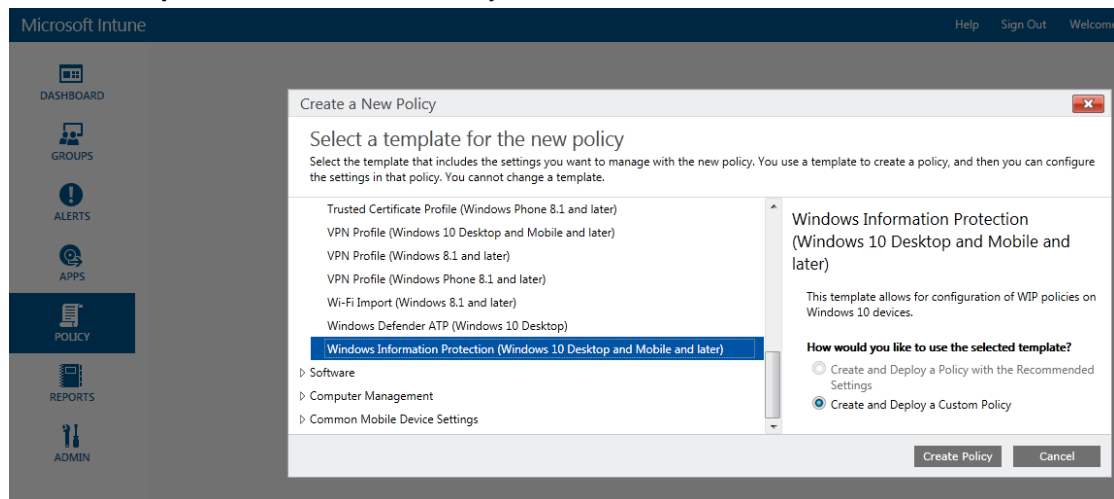 Microsoft Intune
Help Sign Out Welcome
DASHBOARD
GROUPS
ALERTS
APPS
POLICY
REPORTS
ADMIN
Create a New Policy
Select a template for the new policy
Select the template that includes the settings you want to manage with the new policy. You use a template to create a policy, and then you can configure
the settings in that policy. You cannot change a template.
Trusted Certificate Profile (Windows Phone 8.1 and later)
VPN Profile (Windows 10 Desktop and Mobile and later)
VPN Profile (Windows 8.1 and later)
VPN Profile (Windows Phone 8.1 and later)
Wi-Fi Import (Windows 8.1 and later)
Windows Defender ATP (Windows 10 Desktop)
Windows Information Protection (Windows 10 Desktop and Mobile and later)
Software
Computer Management
Common Mobile Device Settings
Windows Information Protection
(Windows 10 Desktop and Mobile and
later)
This template allows for configuration of WIP policies on
Windows 10 devices.
How would you like to use the selected template?
Create and Deploy a Policy with the Recommended
Settings
Create and Deploy a Custom Policy
Create Policy Cancel